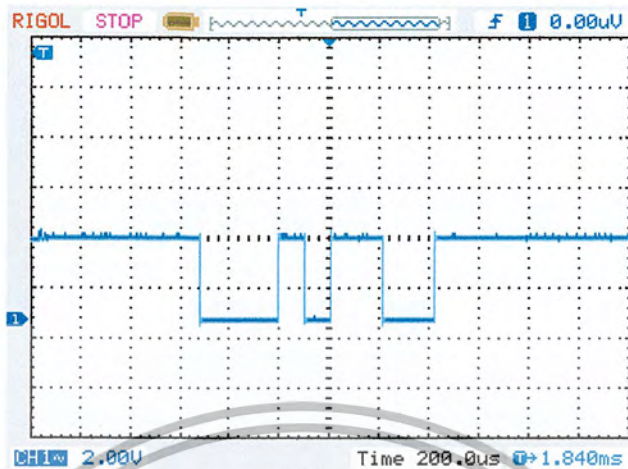 RIGOL STOP T f 1 0.00uV
T
1
CH1 2.00V Time 200.0us T→1.840ms